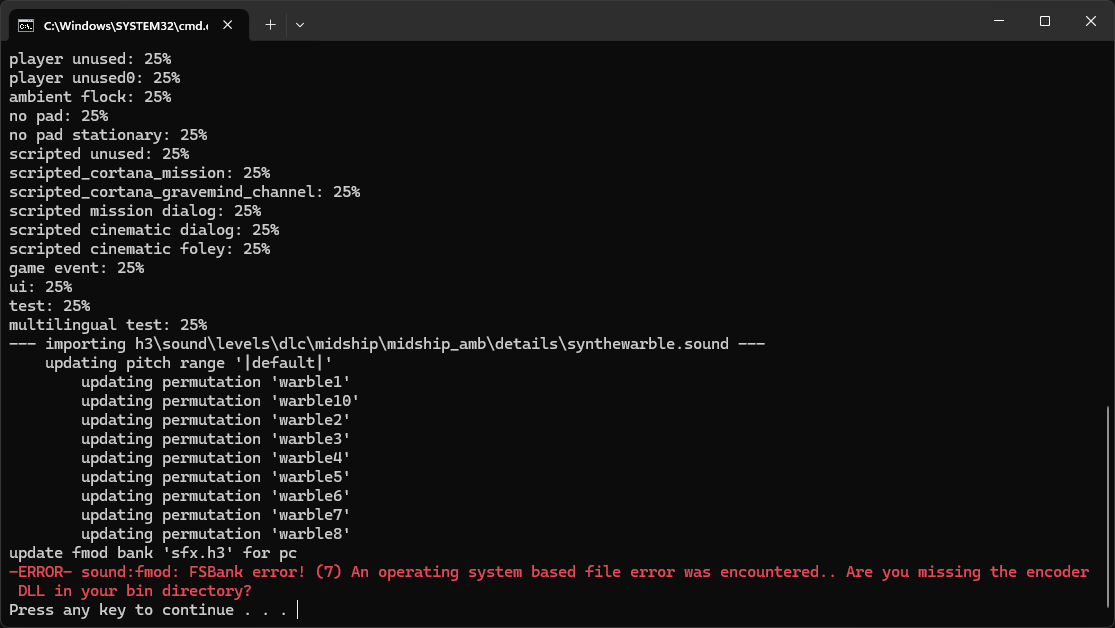 C:\Windows\SYSTEM32\cmd.e
player unused: 25%
player unused0: 25%
ambient flock: 25%
no pad: 25%
no pad stationary: 25%
scripted unused: 25%
scripted_cortana_mission: 25%
scripted_cortana_gravemind_channel: 25%
scripted mission dialog: 25%
scripted cinematic dialog: 25%
scripted cinematic foley: 25%
game event: 25%
ui: 25%
test: 25%
multilingual test: 25%
--- importing h3\sound\levels\dlc\midship\midship_amb\details\synthewarble.sound ---
    updating pitch range '|default|'
        updating permutation 'warble1'
        updating permutation 'warble10'
        updating permutation 'warble2'
        updating permutation 'warble3'
        updating permutation 'warble4'
        updating permutation 'warble5'
        updating permutation 'warble6'
        updating permutation 'warble7'
        updating permutation 'warble8'
update fmod bank 'sfx.h3' for pc
-ERROR- sound:fmod: FSBank error! (7) An operating system based file error was encountered.. Are you missing the encoder
 DLL in your bin directory?
Press any key to continue . . .